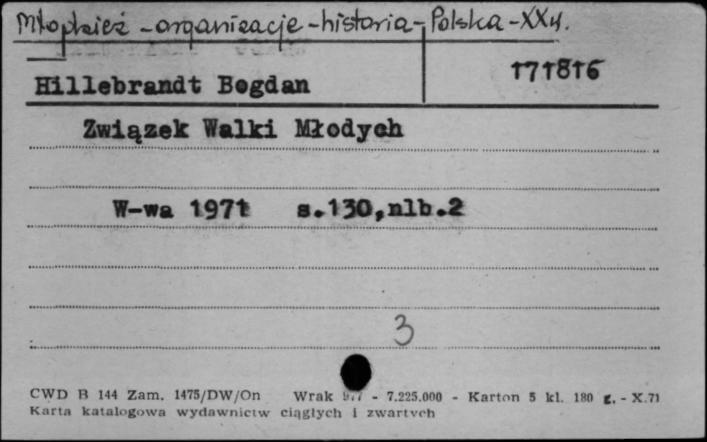 Młodzież - organizacje - historia - Polska - XX w.
Hillebrandt Bogdan
171816
Związek Walki Młodych
W-wa 1971 s.130,nlb.2
3
CWD B 144 Zam. 1475/DW/On Wrak - 7.225.000 - Karton 5 kl. 180 g. - X.71
Karta katalogowa wydawnictw ciągłych i zwartych